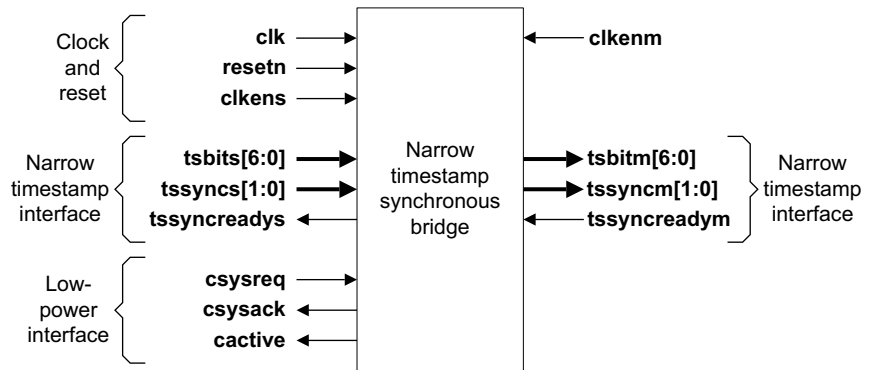 Clock
and
reset
clk
resetn
clkens
clkenm
Narrow
timestamp
interface
tsbits[6:0]
tssyncs[1:0]
tssyncreadys
Narrow
timestamp
synchronous
bridge
tsbitm[6:0]
tssyncm[1:0]
tssyncreadym
Narrow
timestamp
interface
Low-
power
interface
csysreq
csysack
cactive